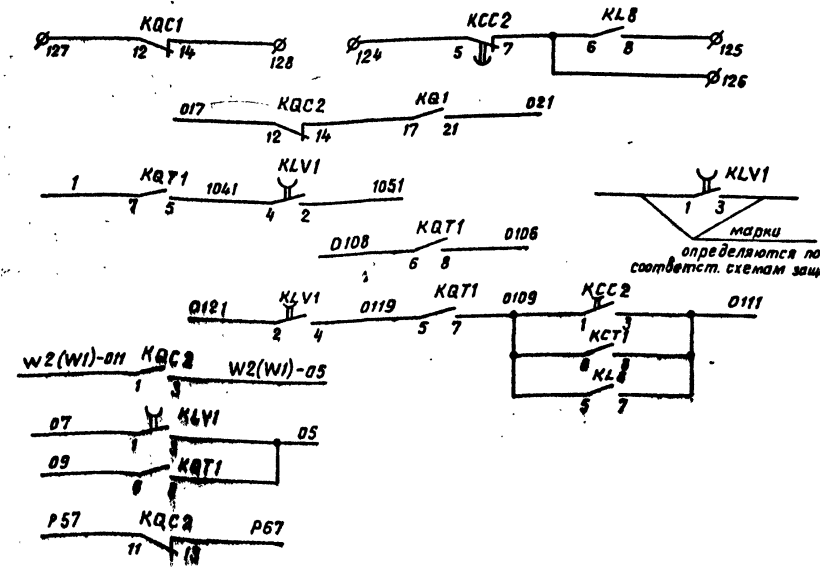 KQC1
127 12 14 128
KCC2 KL8
124 5 7 6 8 125
126
017 KQC2 KQ1 021
12 14 17 21
1 KQT1 1041 KLV1 1051
7 5 4 2
KLV1
1 3
марки
определяются по
соответст. схемам защ
0108 KQT1 0106
6 8
0121 KLV1 0119 KQT1 0109 KCC2 0111
2 4 5 7 1 3
KCT1
KL
5 7
W2(W1)-011 KQC2 W2(W1)-05
1 3
07 KLV1 05
1
09 KQT1
P57 KQC2 P67
11 13